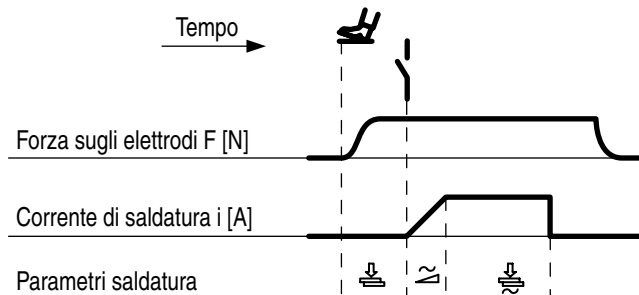 Tempo
Forza sugli elettrodi F [N]
Corrente di saldatura i [A]
Parametri saldatura